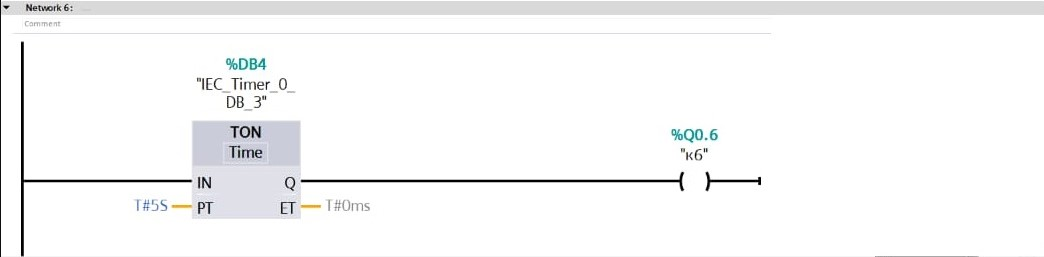 Network 6:
Comment
%DB4
"IEC_Timer_0_
DB_3"
TON
Time
%Q0.6
"к6"
IN Q
T#5S PT ET T#0ms